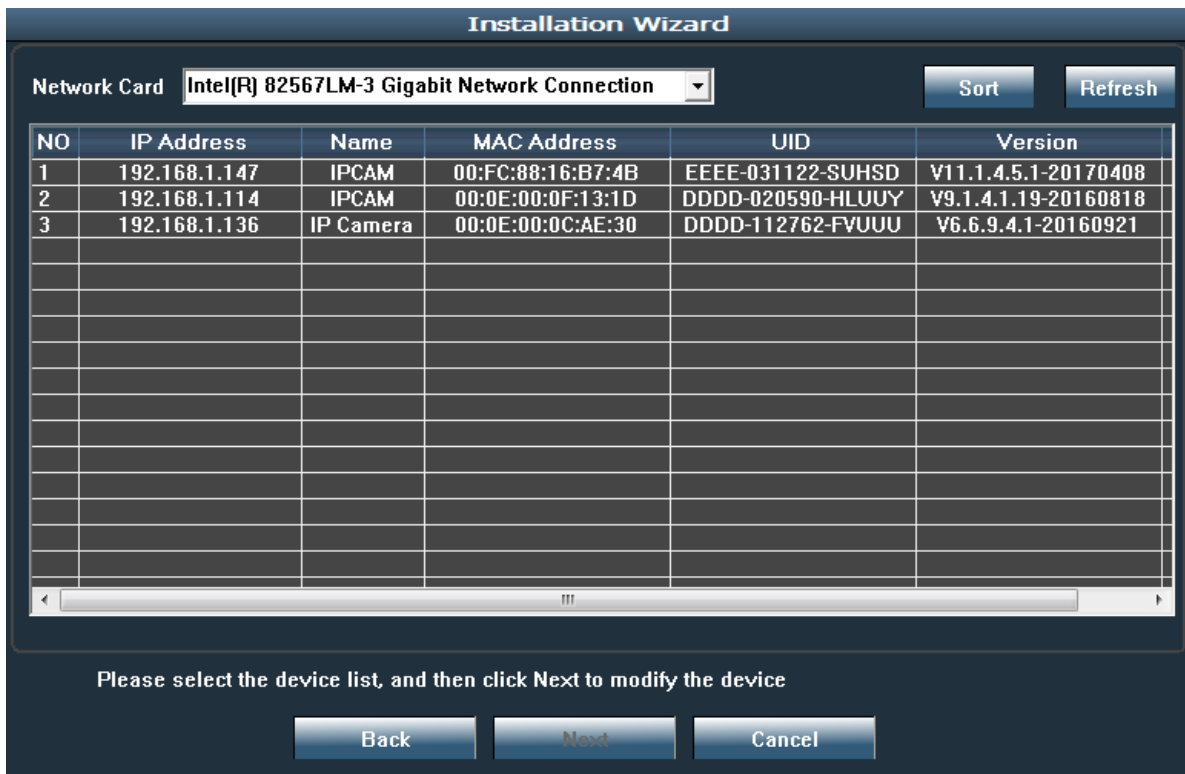 Installation Wizard
Network Card Intel(R) 82567LM-3 Gigabit Network Connection Sort Refresh
NO IP Address Name MAC Address UID Version
1 192.168.1.147 IPCAM 00:FC:88:16:B7:4B EEEE-031122-SUHSD V11.1.4.5.1-20170408
2 192.168.1.114 IPCAM 00:0E:00:0F:13:1D DDDD-020590-HLUUY V9.1.4.1.19-20160818
3 192.168.1.136 IP Camera 00:0E:00:0C:AE:30 DDDD-112762-FVUUU V6.6.9.4.1-20160921
Please select the device list, and then click Next to modify the device
Back Next Cancel